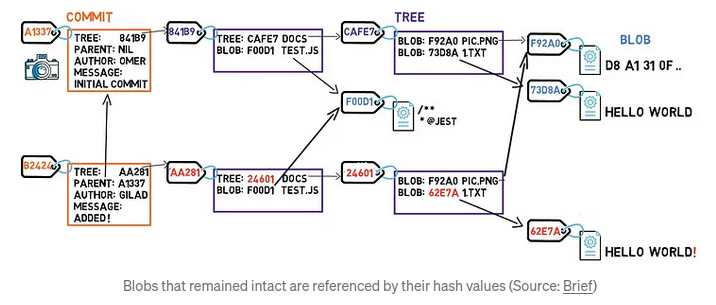 COMMIT
TREE
A1337
TREE: 841B9
PARENT: NIL
AUTHOR: OMER
MESSAGE:
INITIAL COMMIT
841B9
TREE: CAFE7 DOCS
BLOB: F00D1 TEST.JS
CAFE7
BLOB: F92A0 PIC.PNG
BLOB: 73D8A 1.TXT
F92A0
BLOB
D8 A1 31 0F ..
73D8A
HELLO WORLD
F00D1
/**
* @JEST
B2424
TREE: AA281
PARENT: A1337
AUTHOR: GILAD
MESSAGE:
ADDED!
AA281
TREE: 24601 DOCS
BLOB: F00D1 TEST.JS
24601
BLOB: F92A0 PIC.PNG
BLOB: 62E7A 1.TXT
62E7A
HELLO WORLD!
Blobs that remained intact are referenced by their hash values (Source: Brief)